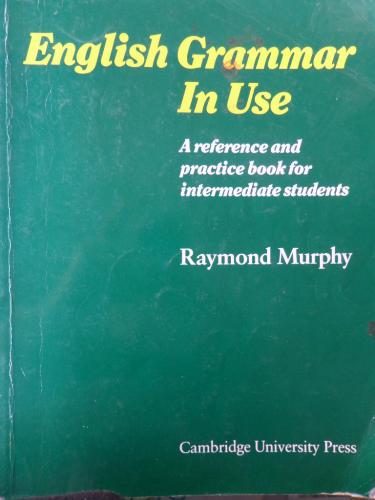 English Grammar
In Use
A reference and
practice book for
intermediate students
Raymond Murphy
Cambridge University Press